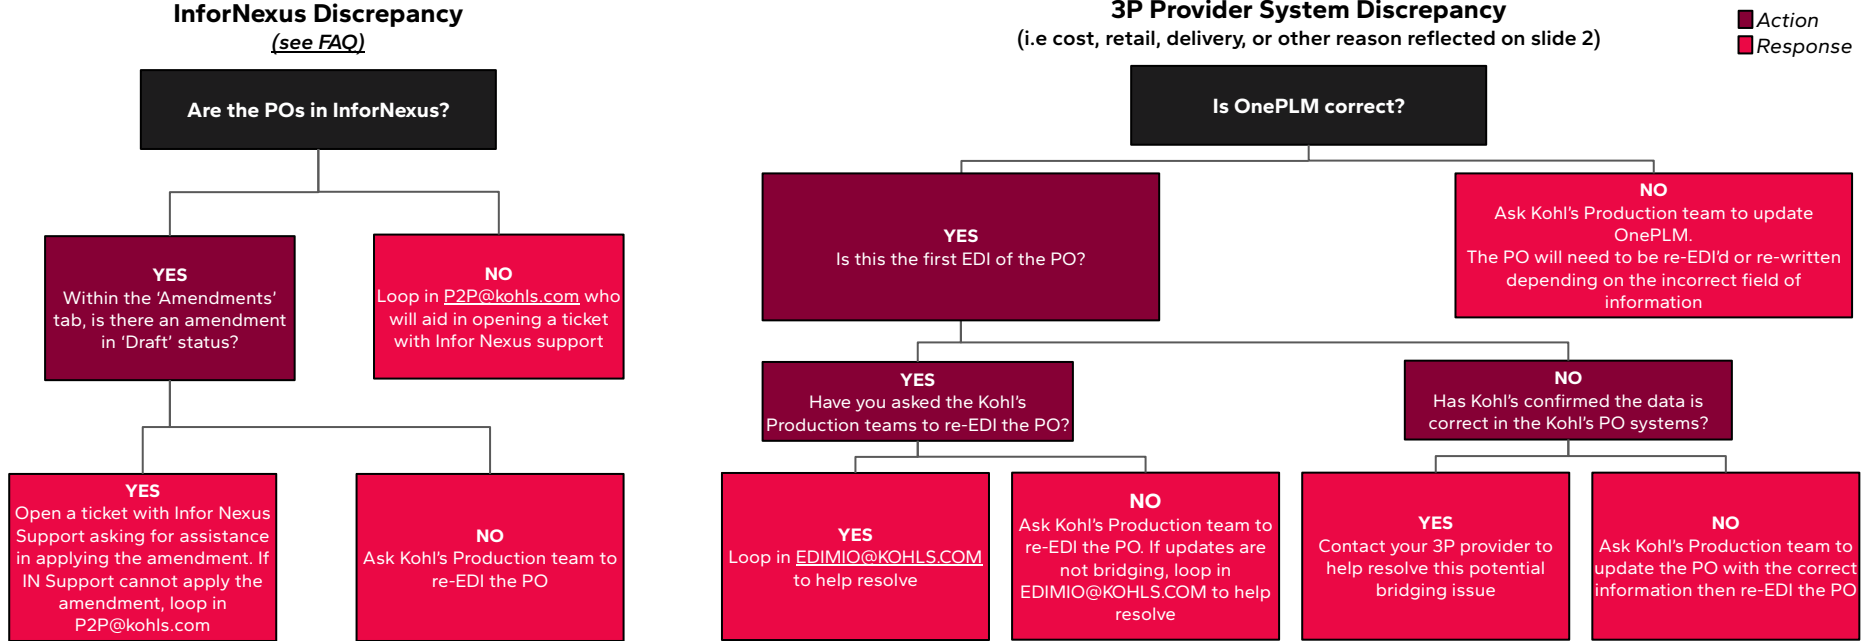 InforNexus Discrepancy
(see FAQ)
Are the POs in InforNexus?
YES
Within the ‘Amendments’
tab, is there an amendment
in ‘Draft’ status?
NO
Loop in P2P@kohls.com who
will aid in opening a ticket
with Infor Nexus support
YES
Open a ticket with Infor Nexus
Support asking for assistance
in applying the amendment. If
IN Support cannot apply the
amendment, loop in
P2P@kohls.com
NO
Ask Kohl’s Production team to
re-EDI the PO
3P Provider System Discrepancy
(i.e cost, retail, delivery, or other reason reflected on slide 2)
Action
Response
Is OnePLM correct?
YES
Is this the first EDI of the PO?
NO
Ask Kohl’s Production team to update
OnePLM.
The PO will need to be re-EDI’d or re-written
depending on the incorrect field of
information
YES
Have you asked the Kohl’s
Production teams to re-EDI the PO?
NO
Has Kohl’s confirmed the data is
correct in the Kohl’s PO systems?
YES
Loop in EDIMIO@KOHLS.COM
to help resolve
NO
Ask Kohl’s Production team to
re-EDI the PO. If updates are
not bridging, loop in
EDIMIO@KOHLS.COM to help
resolve
YES
Contact your 3P provider to
help resolve this potential
bridging issue
NO
Ask Kohl’s Production team to
update the PO with the correct
information then re-EDI the PO